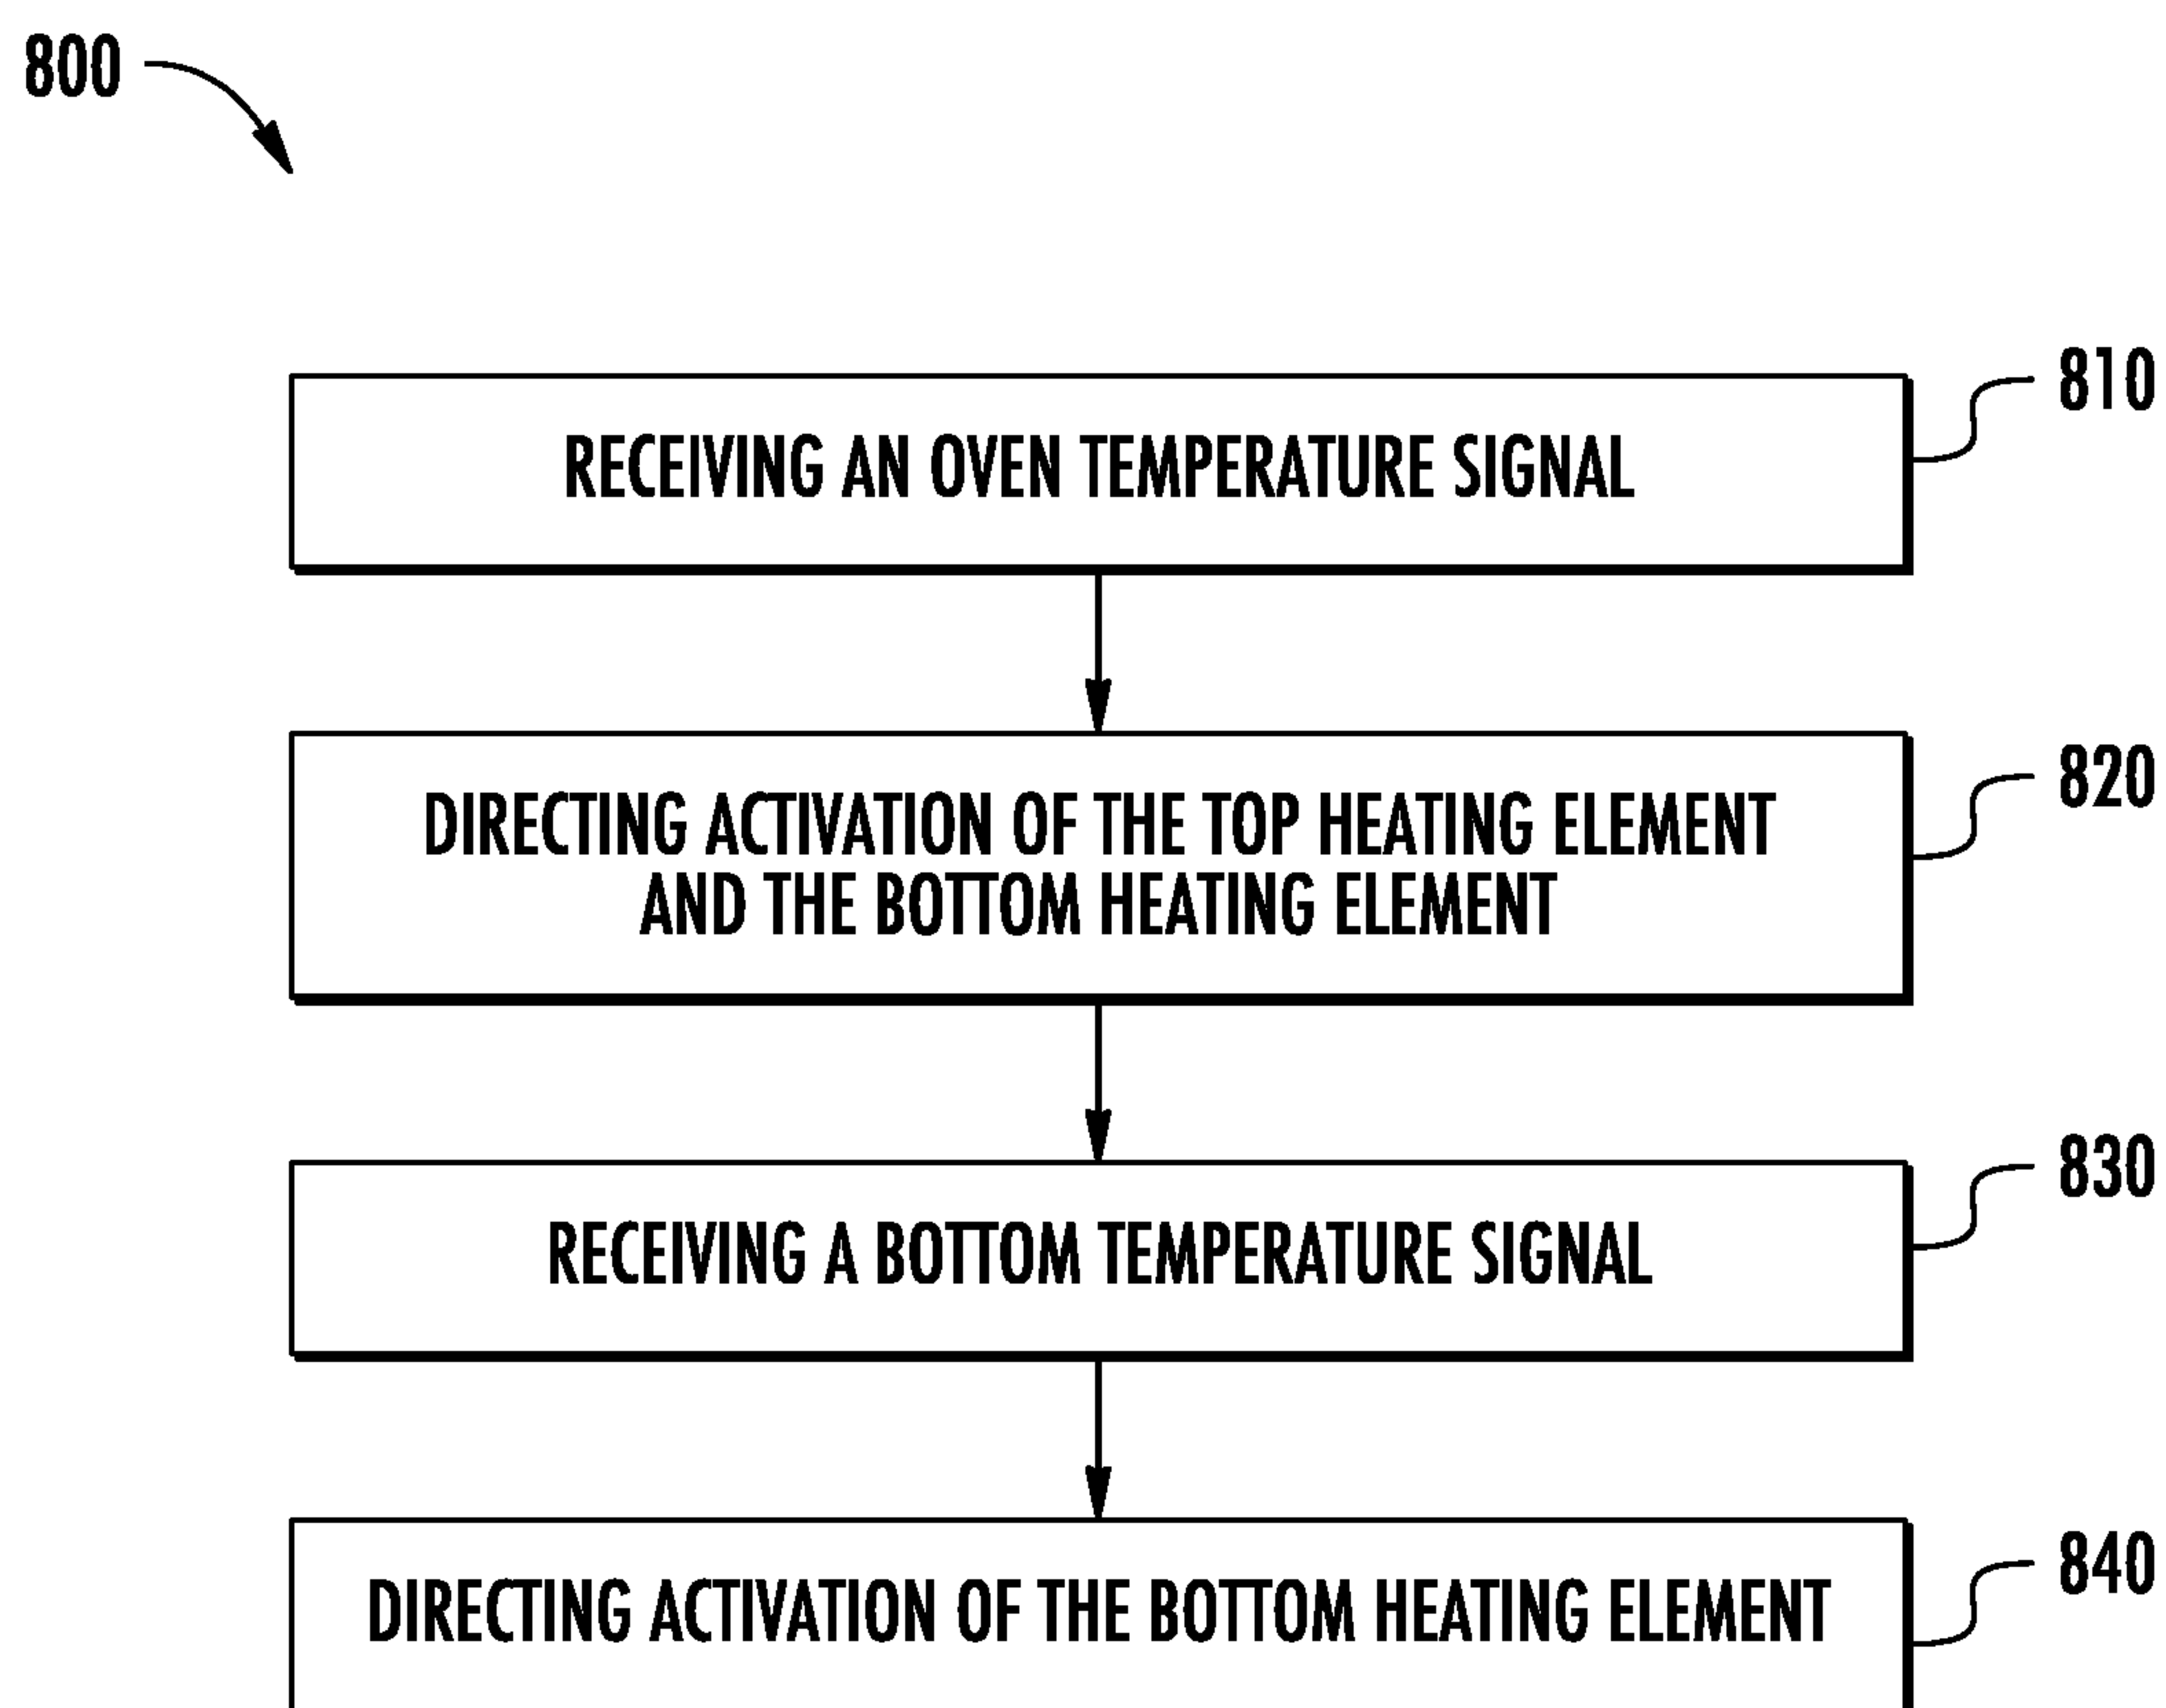 800
810
RECEIVING AN OVEN TEMPERATURE SIGNAL
820
DIRECTING ACTIVATION OF THE TOP HEATING ELEMENT
AND THE BOTTOM HEATING ELEMENT
830
RECEIVING A BOTTOM TEMPERATURE SIGNAL
840
DIRECTING ACTIVATION OF THE BOTTOM HEATING ELEMENT